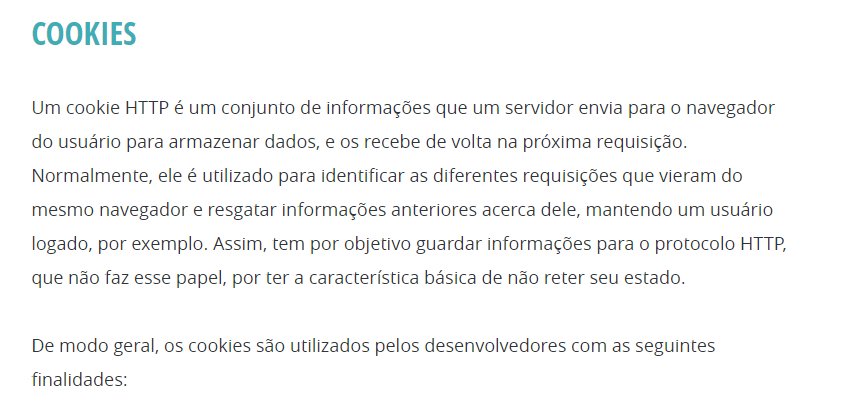 COOKIES
Um cookie HTTP é um conjunto de informações que um servidor envia para o navegador
do usuário para armazenar dados, e os recebe de volta na próxima requisição.
Normalmente, ele é utilizado para identificar as diferentes requisições que vieram do
mesmo navegador e resgatar informações anteriores acerca dele, mantendo um usuário
logado, por exemplo. Assim, tem por objetivo guardar informações para o protocolo HTTP,
que não faz esse papel, por ter a característica básica de não reter seu estado.
De modo geral, os cookies são utilizados pelos desenvolvedores com as seguintes
finalidades: